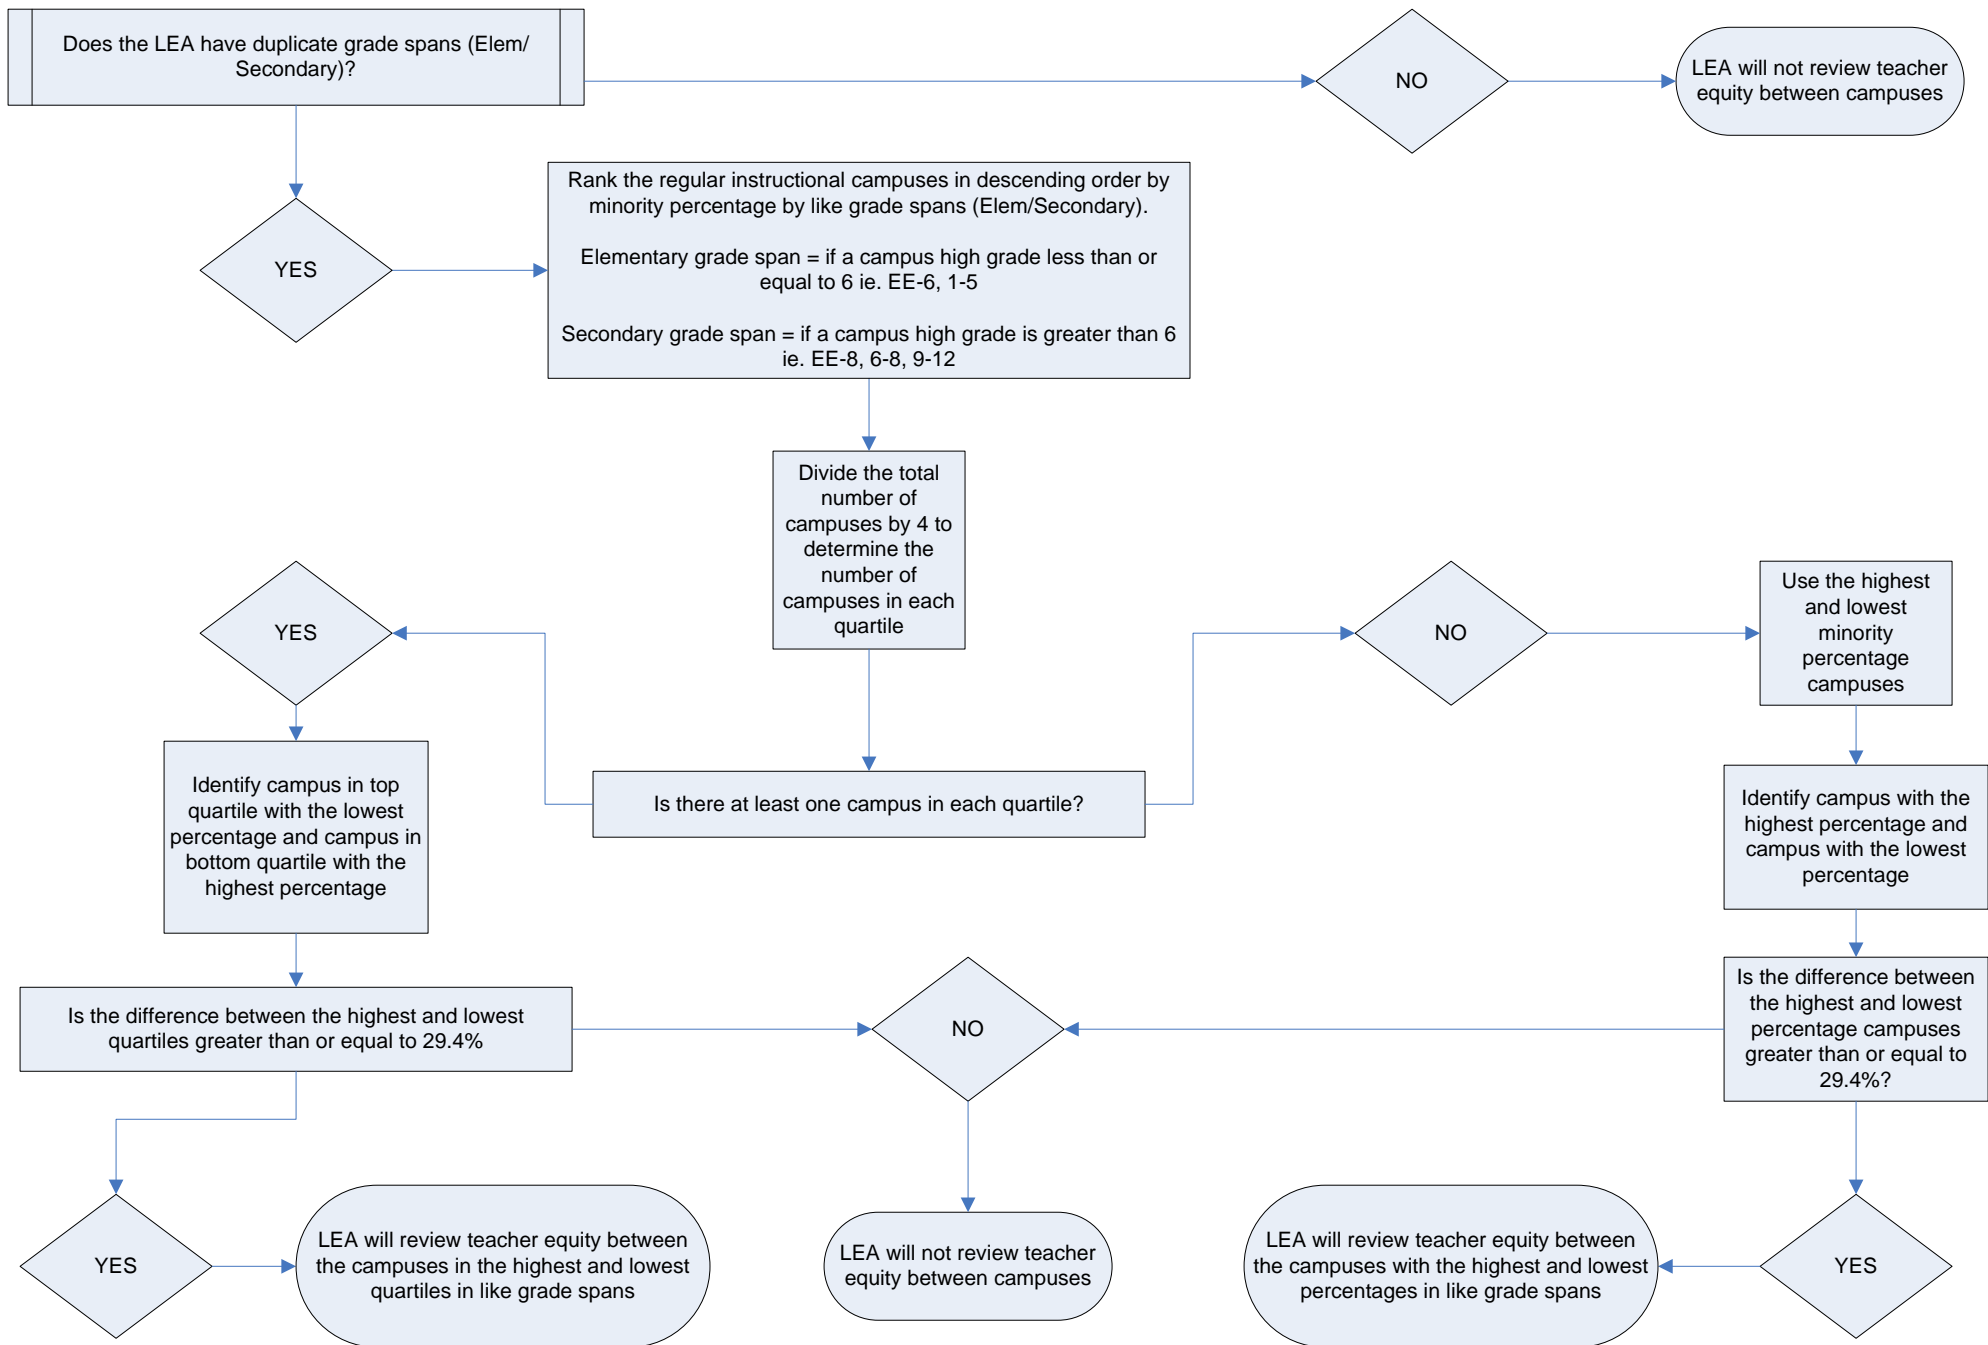 Does the LEA have duplicate grade spans (Elem/
Secondary)?
NO
LEA will not review teacher
equity between campuses
YES
Rank the regular instructional campuses in descending order by
minority percentage by like grade spans (Elem/Secondary).
Elementary grade span = if a campus high grade less than or
equal to 6 ie. EE-6, 1-5
Secondary grade span = if a campus high grade is greater than 6
ie. EE-8, 6-8, 9-12
Divide the total
number of
campuses by 4 to
determine the
number of
campuses in each
quartile
YES
NO
Use the highest
and lowest
minority
percentage
campuses
Is there at least one campus in each quartile?
Identify campus in top
quartile with the lowest
percentage and campus in
bottom quartile with the
highest percentage
Identify campus with the
highest percentage and
campus with the lowest
percentage
Is the difference between the highest and lowest
quartiles greater than or equal to 29.4%
NO
Is the difference between
the highest and lowest
percentage campuses
greater than or equal to
29.4%?
YES
LEA will review teacher equity between
the campuses in the highest and lowest
quartiles in like grade spans
LEA will not review teacher
equity between campuses
LEA will review teacher equity between
the campuses with the highest and lowest
percentages in like grade spans
YES